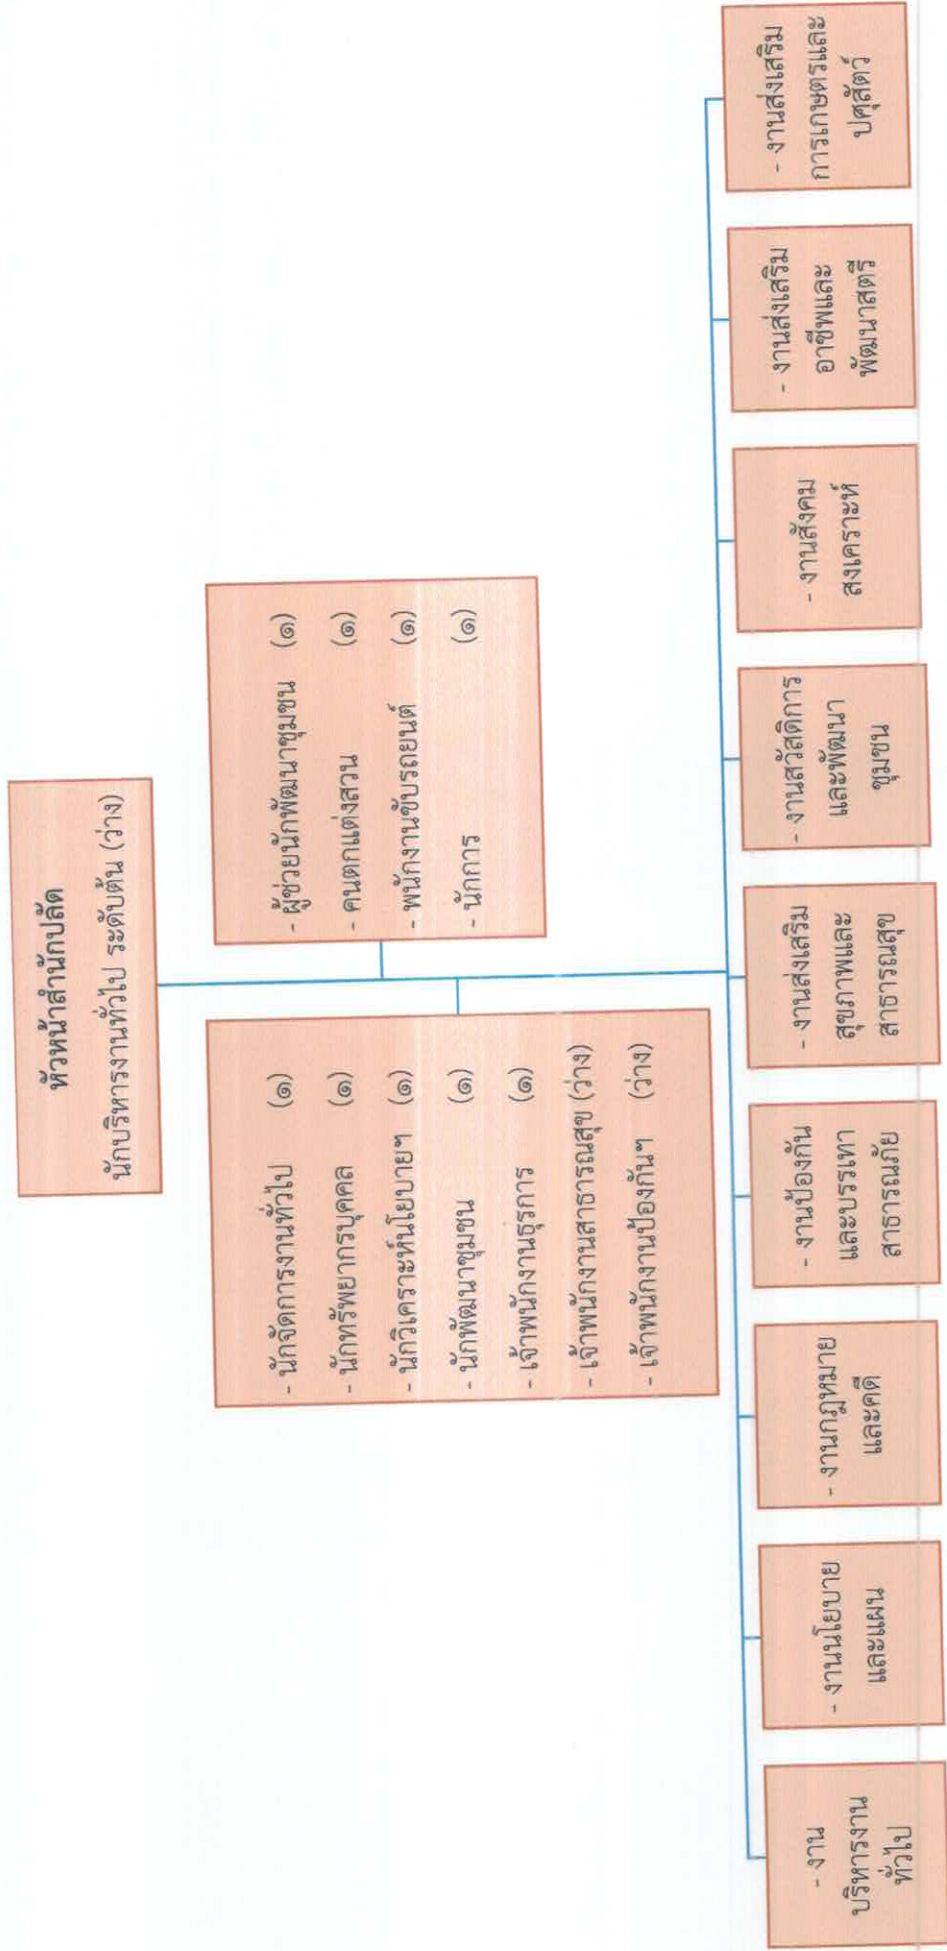 หัวหน้าสำนักปลัด
นักบริหารงานทั่วไป ระดับต้น (ว่าง)
- นักจัดการงานทั่วไป (๑)
- นักทรัพยากรบุคคล (๑)
- นักวิเคราะห์นโยบายฯ (๑)
- นักพัฒนาชุมชน (๑)
- เจ้าพนักงานธุรการ (๑)
- เจ้าพนักงานสาธารณสุข (ว่าง)
- เจ้าพนักงานป้องกันฯ (ว่าง)
- ผู้ช่วยนักพัฒนาชุมชน (๑)
- คนตกแต่งสวน (๑)
- พนักงานขับรถยนต์ (๑)
- นักการ (๑)
- งาน
บริหารงาน
ทั่วไป
- งานนโยบาย
และแผน
- งานกฎหมาย
และคดี
- งานป้องกัน
และบรรเทา
สาธารณภัย
- งานส่งเสริม
สุขภาพและ
สาธารณสุข
- งานสวัสดิการ
และพัฒนา
ชุมชน
- งานสังคม
สงเคราะห์
- งานส่งเสริม
อาชีพและ
พัฒนาสตรี
- งานส่งเสริม
การเกษตรและ
ปศุสัตว์